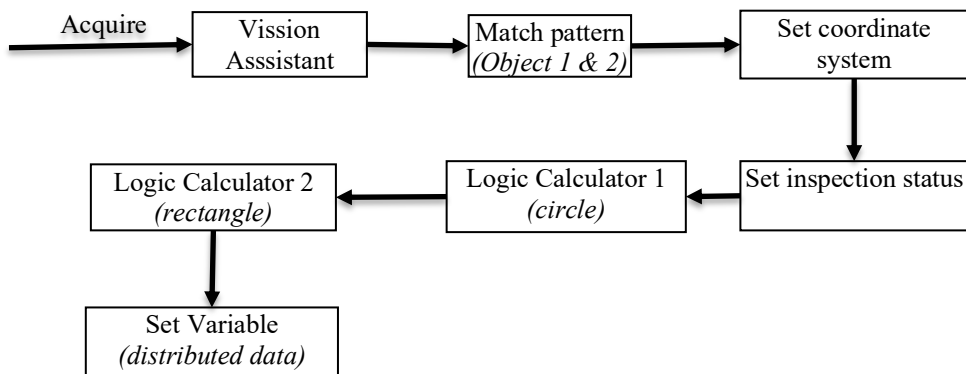 Acquire
Vission
Asssistant
Match pattern
(Object 1 & 2)
Set coordinate
system
Set inspection status
Logic Calculator 1
(circle)
Logic Calculator 2
(rectangle)
Set Variable
(distributed data)